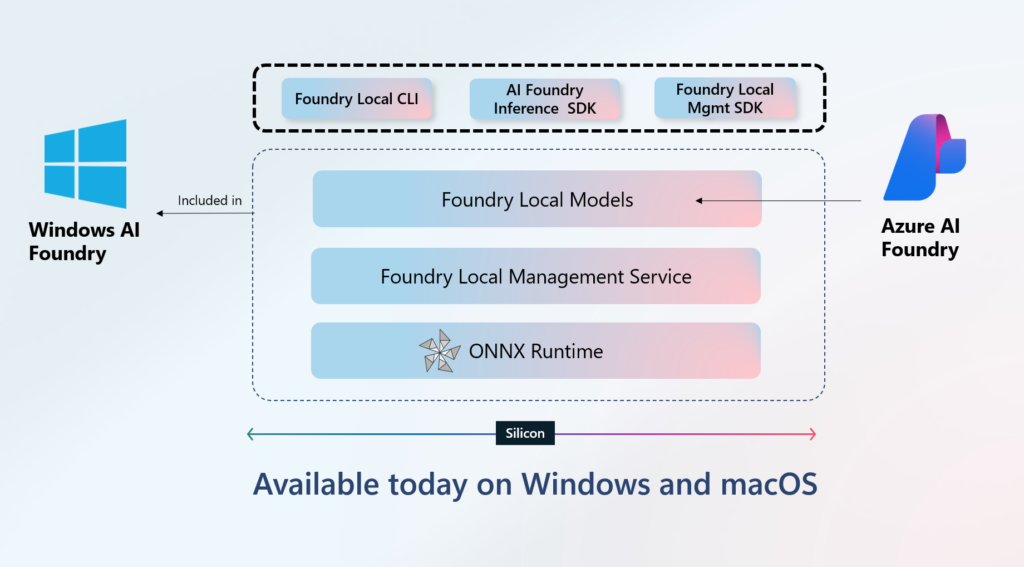 Foundry Local CLI
AI Foundry
Inference SDK
Foundry Local
Mgmt SDK
Included in
Windows AI
Foundry
Foundry Local Models
Azure AI
Foundry
Foundry Local Management Service
ONNX Runtime
Silicon
Available today on Windows and macOS